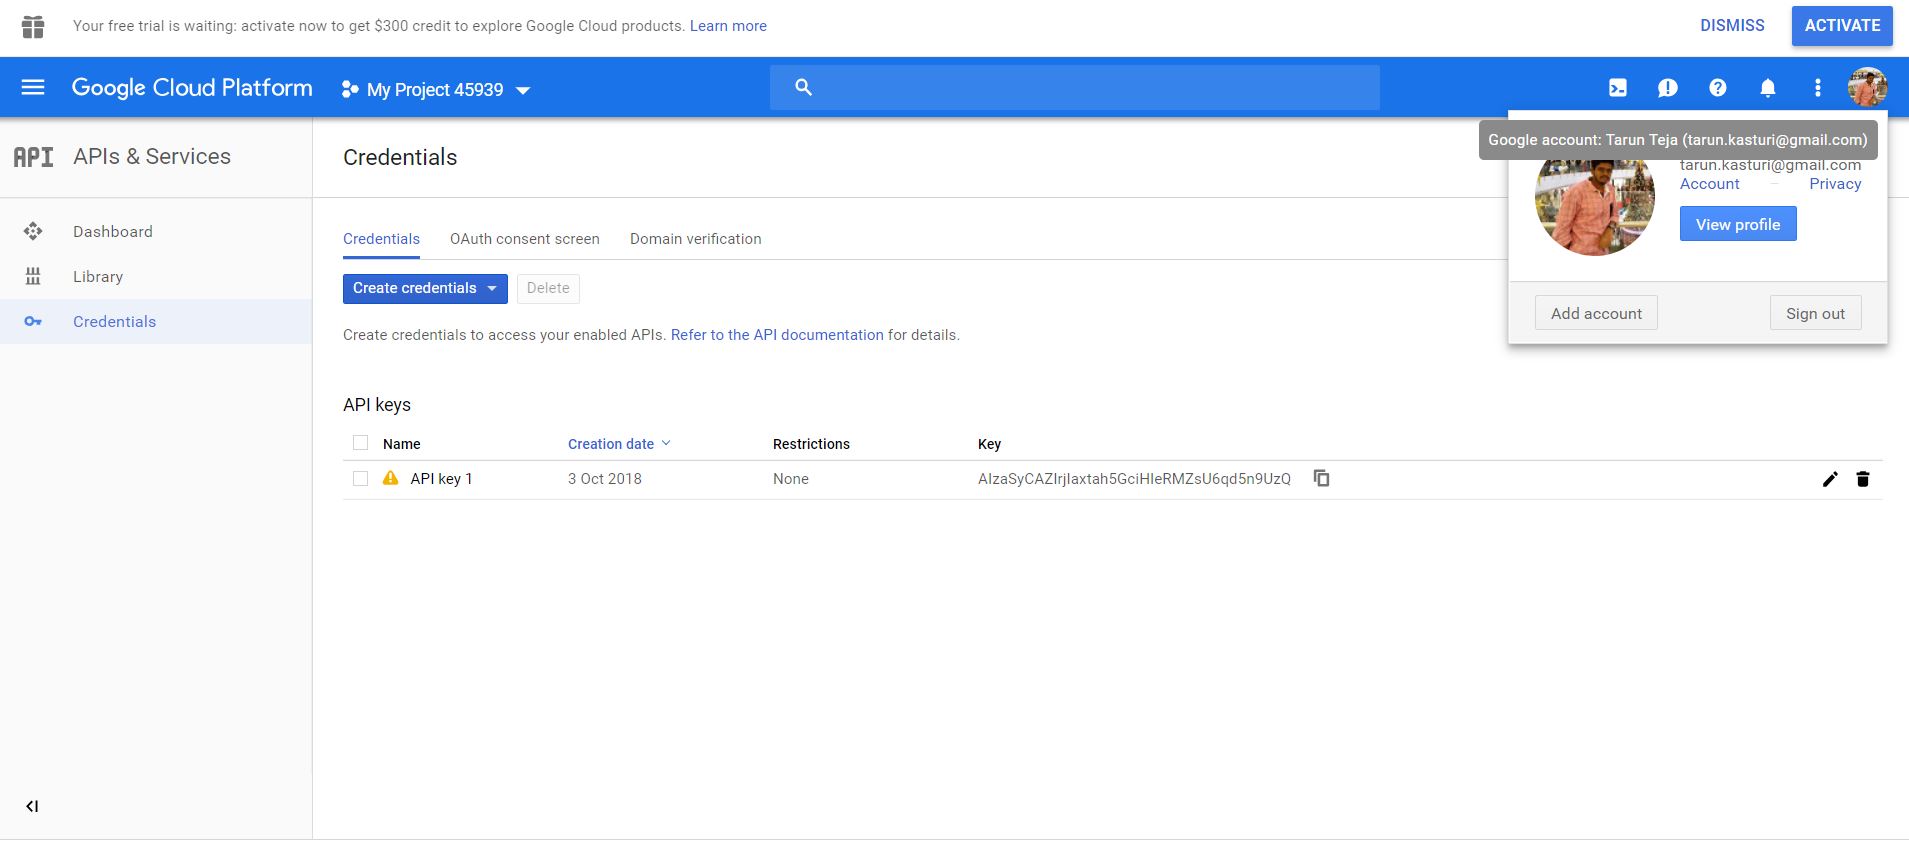 Your free trial is waiting: activate now to get $300 credit to explore Google Cloud products. Learn more
DISMISS
ACTIVATE
Google Cloud Platform
My Project 45939
Google account: Tarun Teja (tarun.kasturi@gmail.com)
tarun.kasturi@gmail.com
Account – Privacy
View profile
Add account
Sign out
API APIs & Services
Dashboard
Library
Credentials
Credentials
Credentials OAuth consent screen Domain verification
Create credentials Delete
Create credentials to access your enabled APIs. Refer to the API documentation for details.
API keys
Name Creation date Restrictions Key
API key 1 3 Oct 2018 None